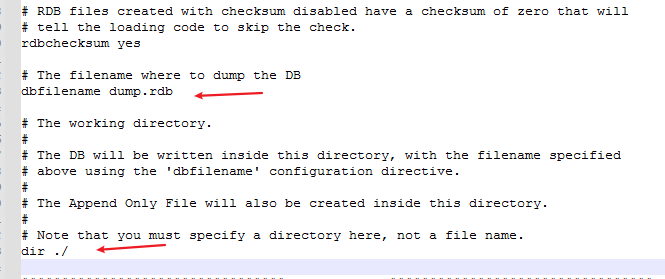 # RDB files created with checksum disabled have a checksum of zero that will
# tell the loading code to skip the check.
rdbchecksum yes
# The filename where to dump the DB
dbfilename dump.rdb
# The working directory.
#
# The DB will be written inside this directory, with the filename specified
# above using the 'dbfilename' configuration directive.
#
# The Append Only File will also be created inside this directory.
#
# Note that you must specify a directory here, not a file name.
dir ./